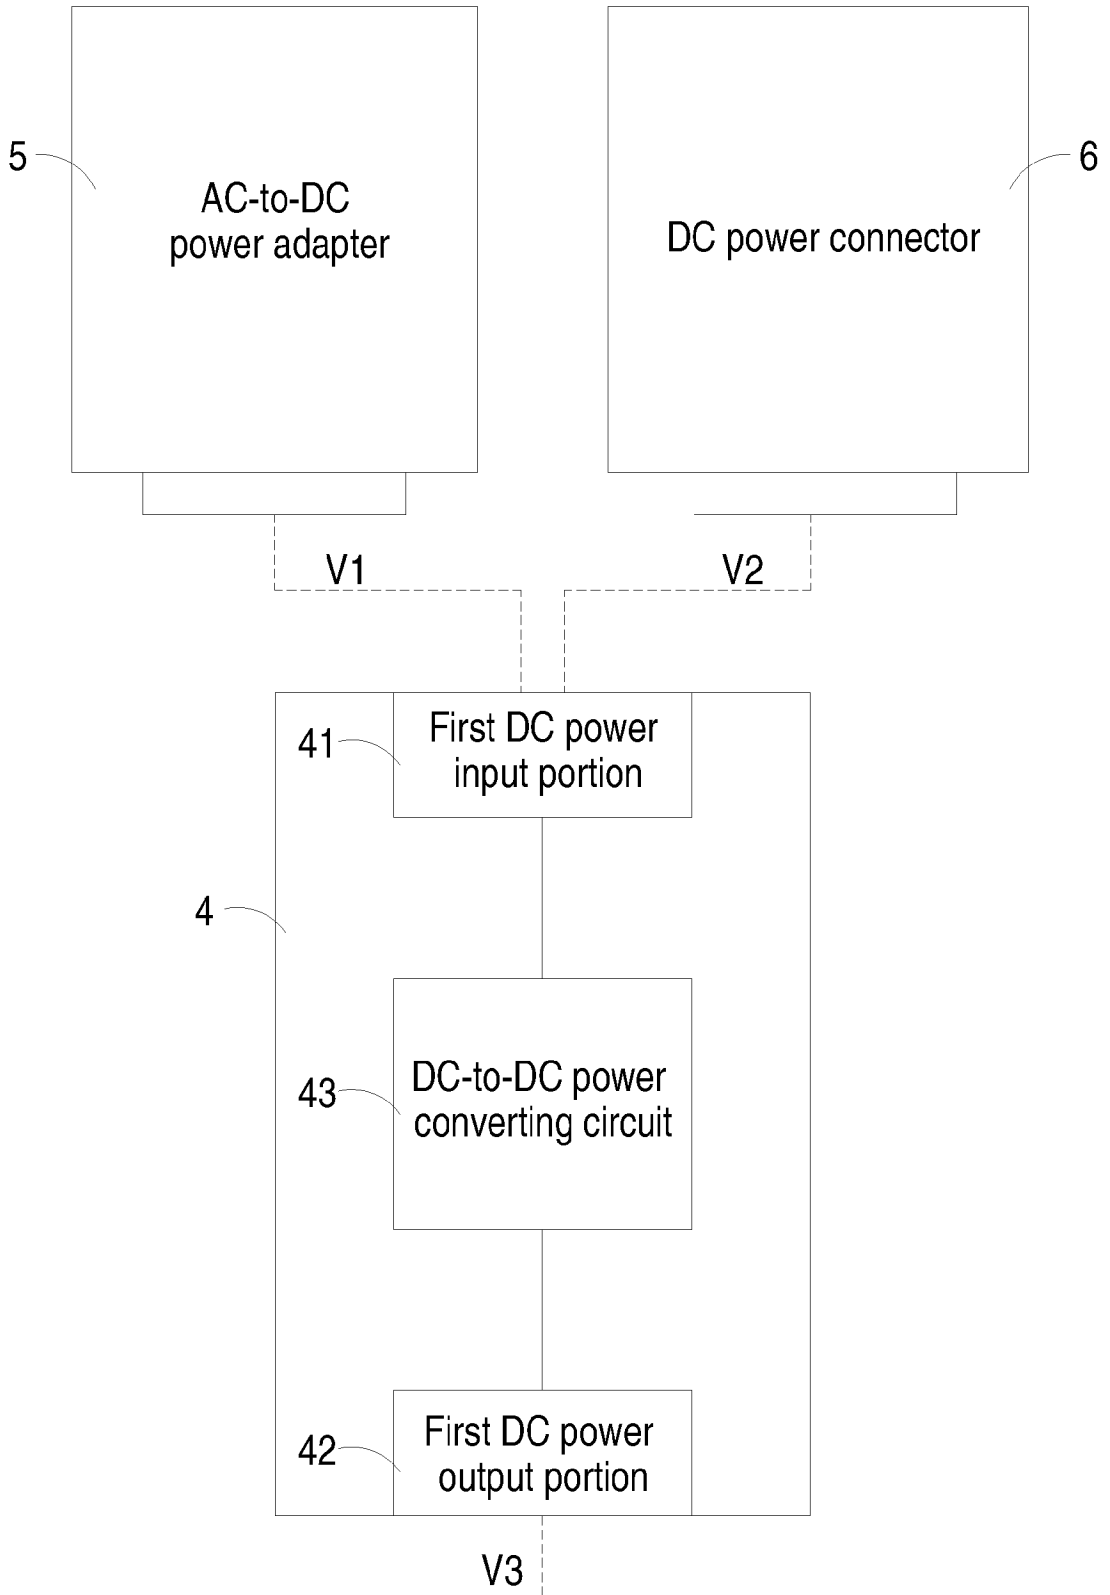 5
AC-to-DC
power adapter
DC power connector
6
V1
V2
41
First DC power
input portion
4
43
DC-to-DC power
converting circuit
42
First DC power
output portion
V3